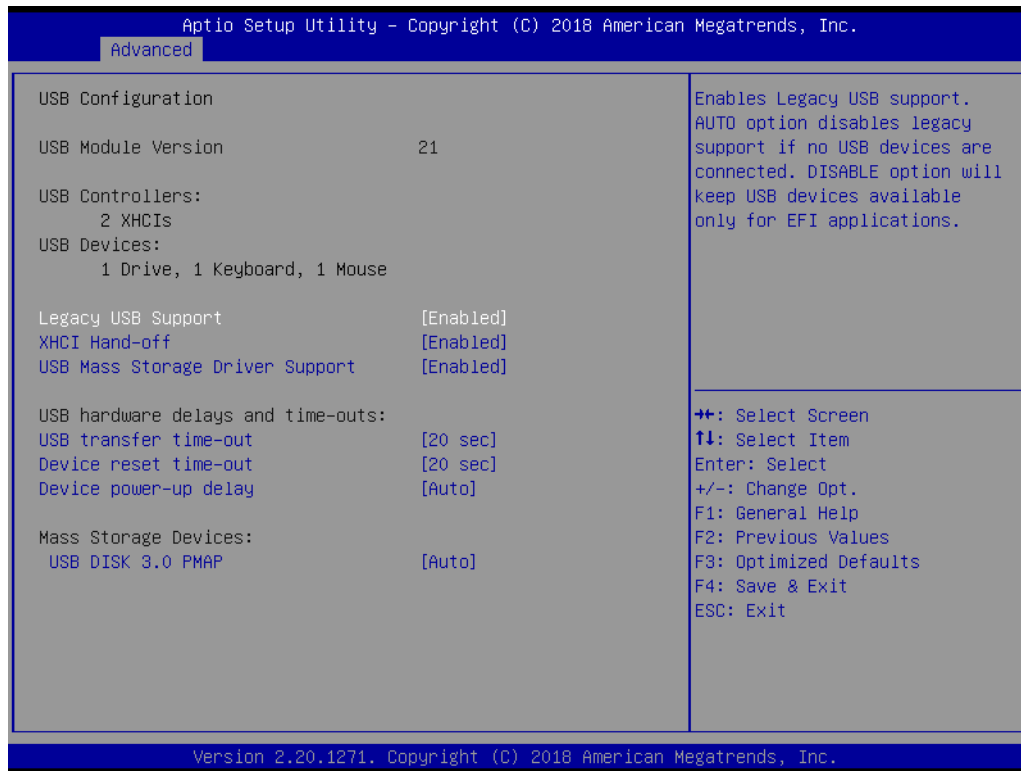 Aptio Setup Utility – Copyright (C) 2018 American Megatrends, Inc.
Advanced
USB Configuration
USB Module Version 21
USB Controllers:
2 XHCIs
USB Devices:
1 Drive, 1 Keyboard, 1 Mouse
Legacy USB Support [Enabled]
XHCI Hand-off [Enabled]
USB Mass Storage Driver Support [Enabled]
USB hardware delays and time-outs:
USB transfer time-out [20 sec]
Device reset time-out [20 sec]
Device power-up delay [Auto]
Mass Storage Devices:
USB DISK 3.0 PMAP [Auto]
Enables Legacy USB support.
AUTO option disables legacy
support if no USB devices are
connected. DISABLE option will
keep USB devices available
only for EFI applications.
→←: Select Screen
↑↓: Select Item
Enter: Select
+/-: Change Opt.
F1: General Help
F2: Previous Values
F3: Optimized Defaults
F4: Save & Exit
ESC: Exit
Version 2.20.1271. Copyright (C) 2018 American Megatrends, Inc.